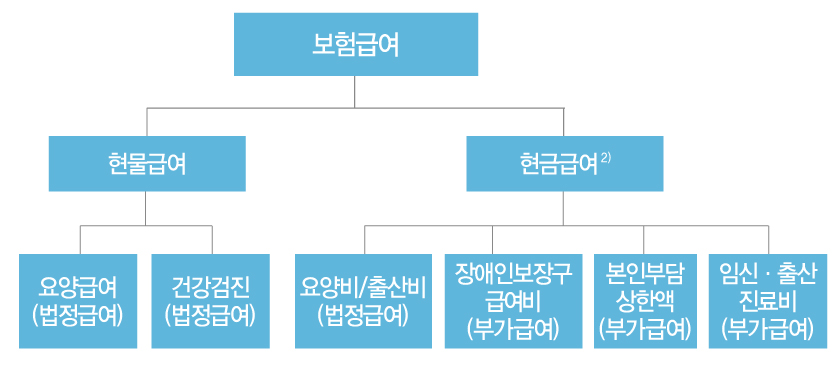 보험급여
현물급여
현금급여 2)
요양급여
(법정급여)
건강검진
(법정급여)
요양비/출산비
(법정급여)
장애인보장구
급여비
(부가급여)
본인부담
상한액
(부가급여)
임신 · 출산
진료비
(부가급여)